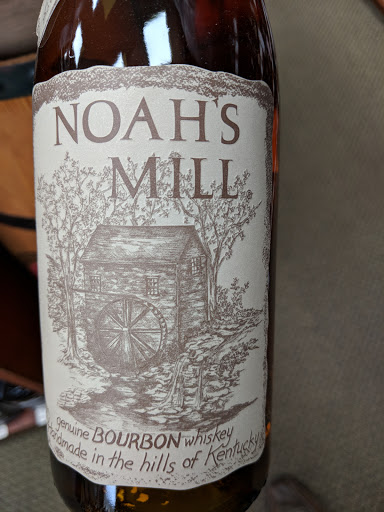 NOAH'S
MILL
genuine BOURBON whiskey
handmade in the hills of Kentucky